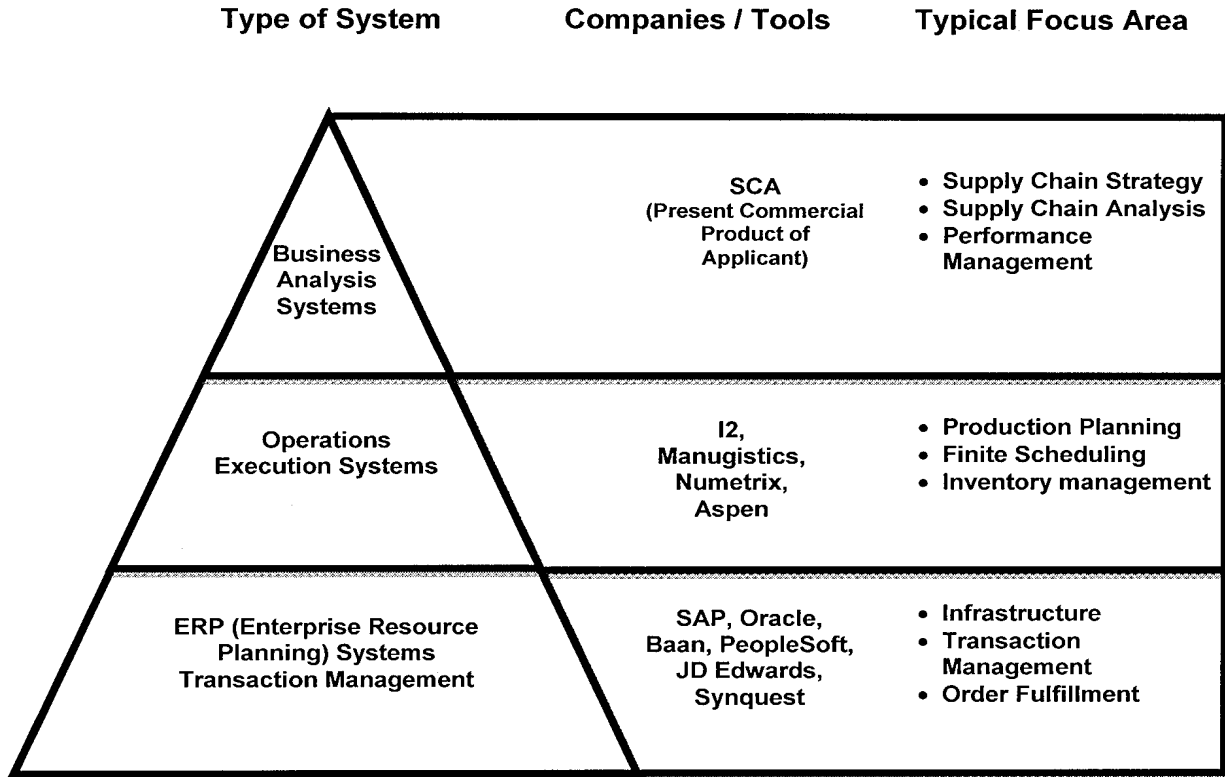 Type of System Companies / Tools Typical Focus Area
Business
Analysis
Systems
SCA
(Present Commercial
Product of
Applicant)
• Supply Chain Strategy
• Supply Chain Analysis
• Performance
Management
Operations
Execution Systems
I2,
Manugistics,
Numetrix,
Aspen
• Production Planning
• Finite Scheduling
• Inventory management
ERP (Enterprise Resource
Planning) Systems
Transaction Management
SAP, Oracle,
Baan, PeopleSoft,
JD Edwards,
Synquest
• Infrastructure
• Transaction
Management
• Order Fulfillment